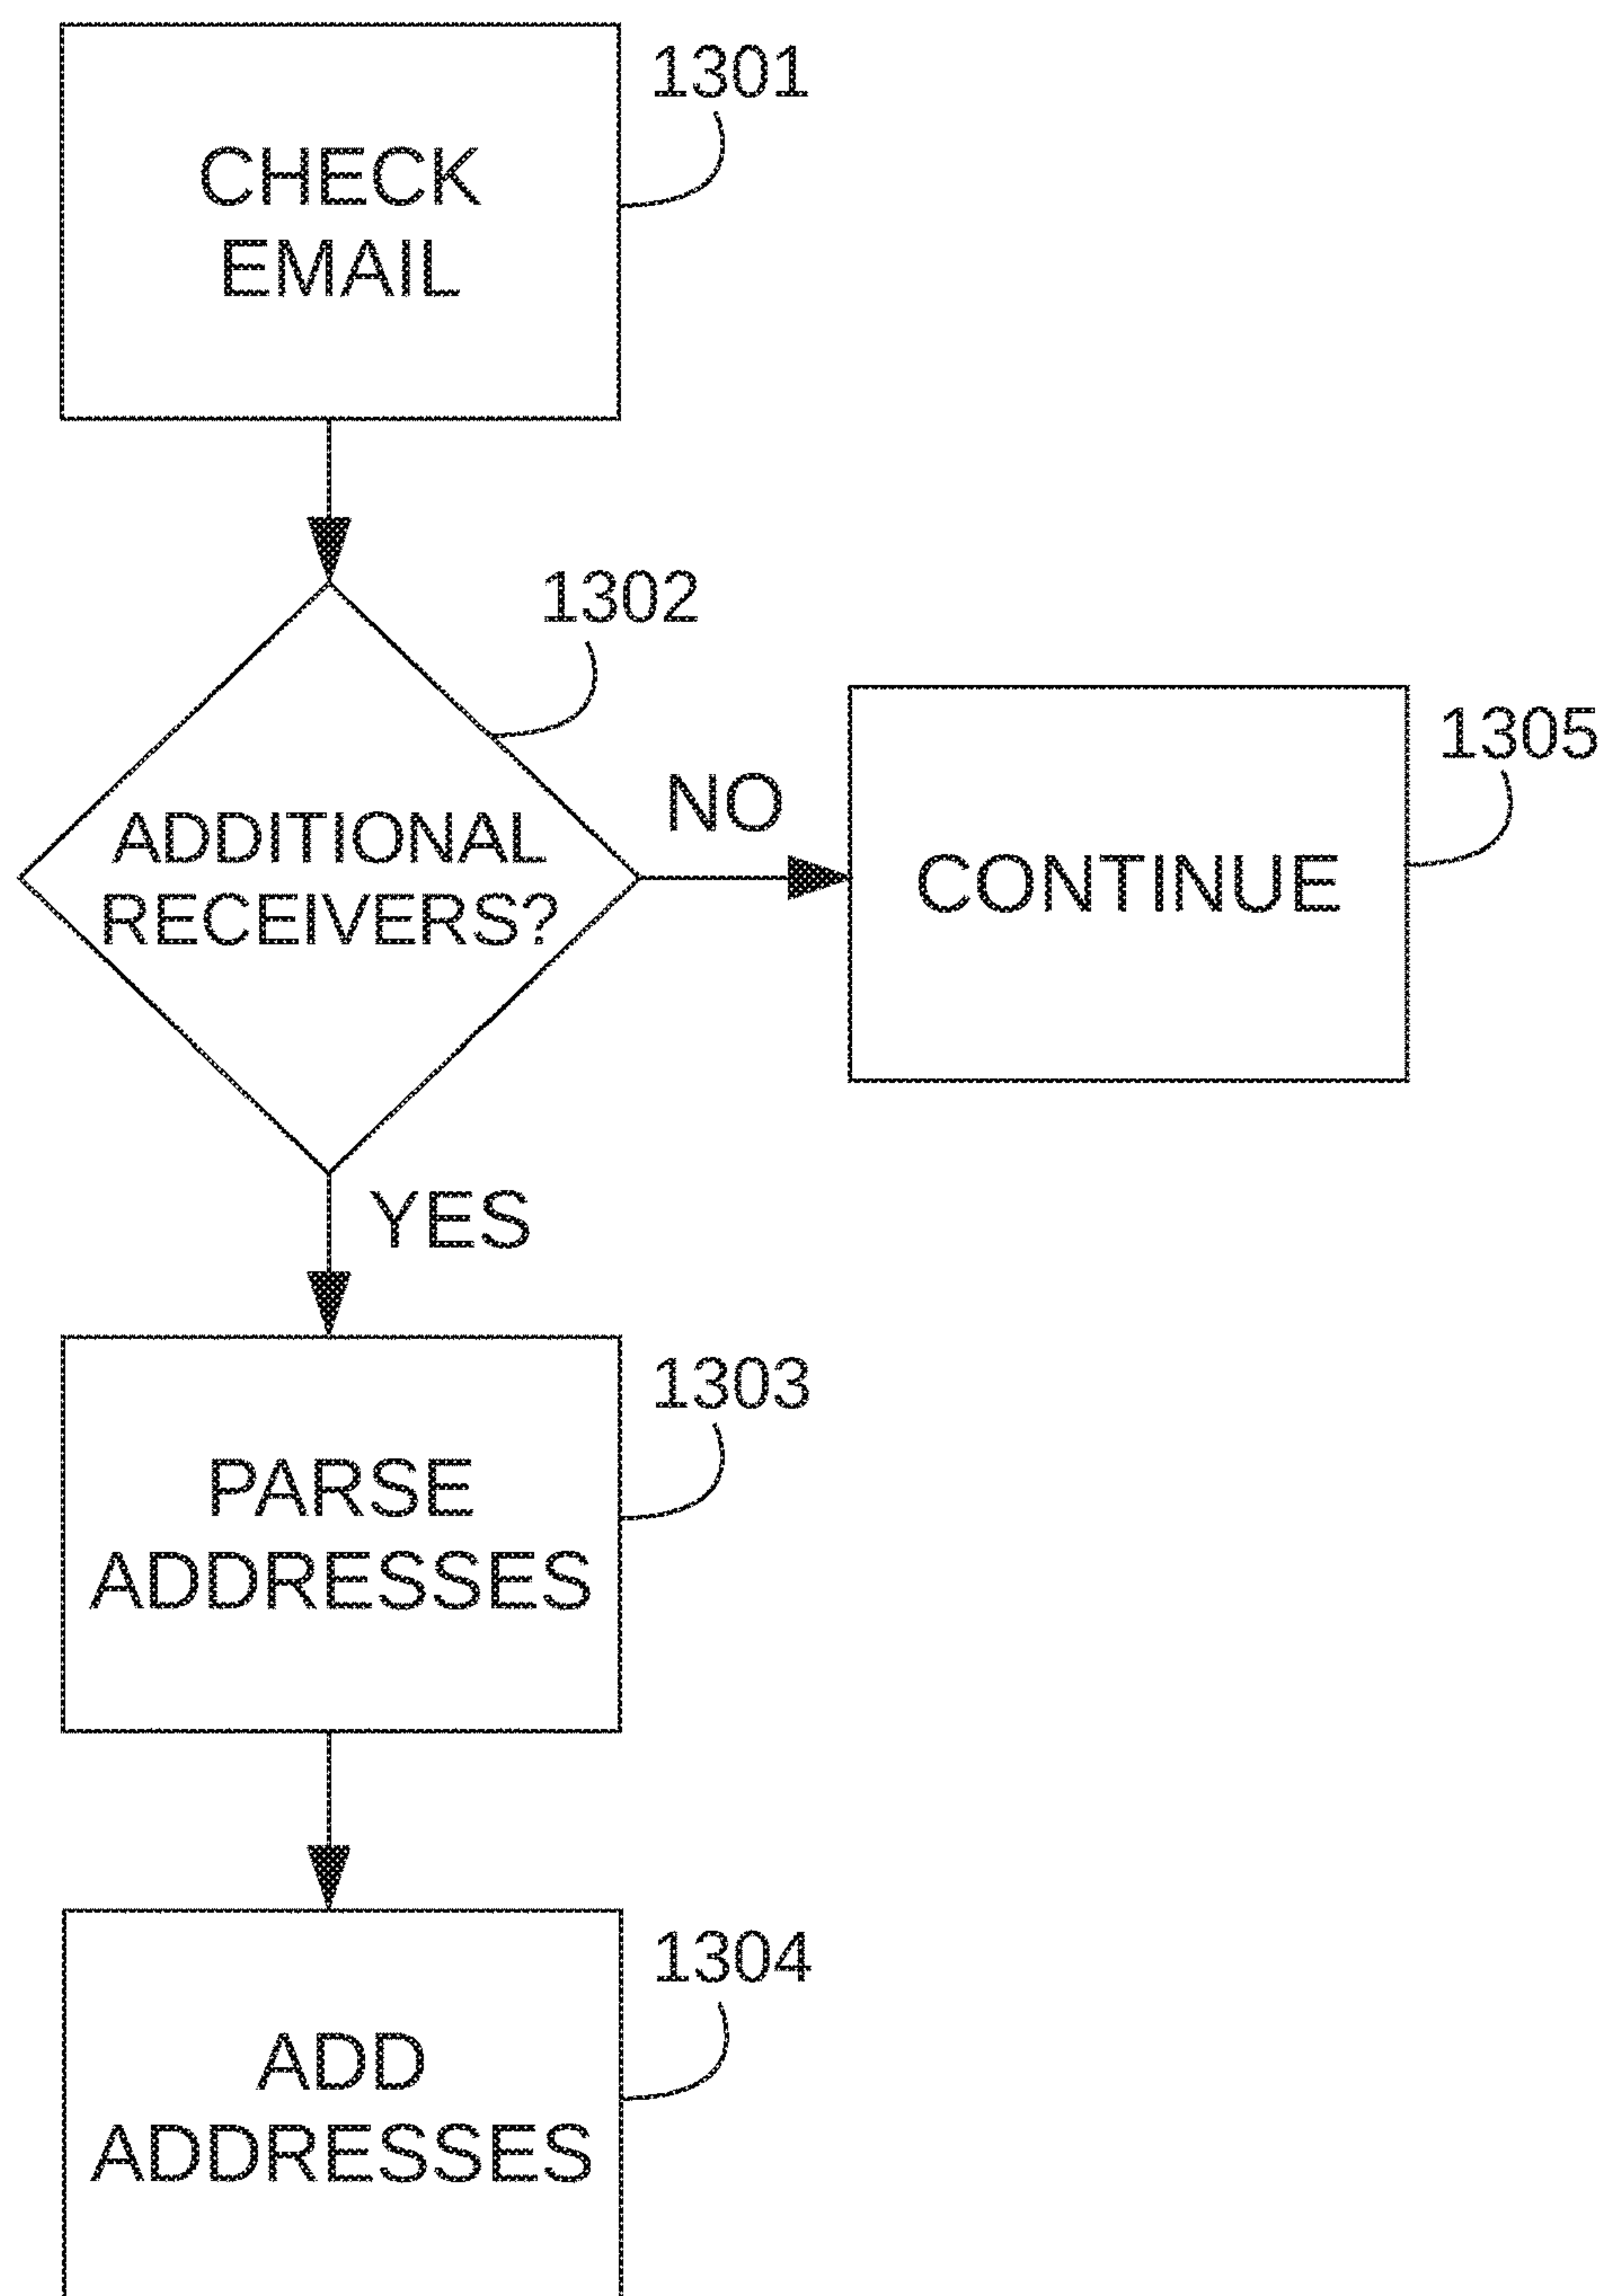 1301
CHECK
EMAIL
1302
ADDITIONAL
RECEIVERS?
NO
1305
CONTINUE
YES
1303
PARSE
ADDRESSES
1304
ADD
ADDRESSES